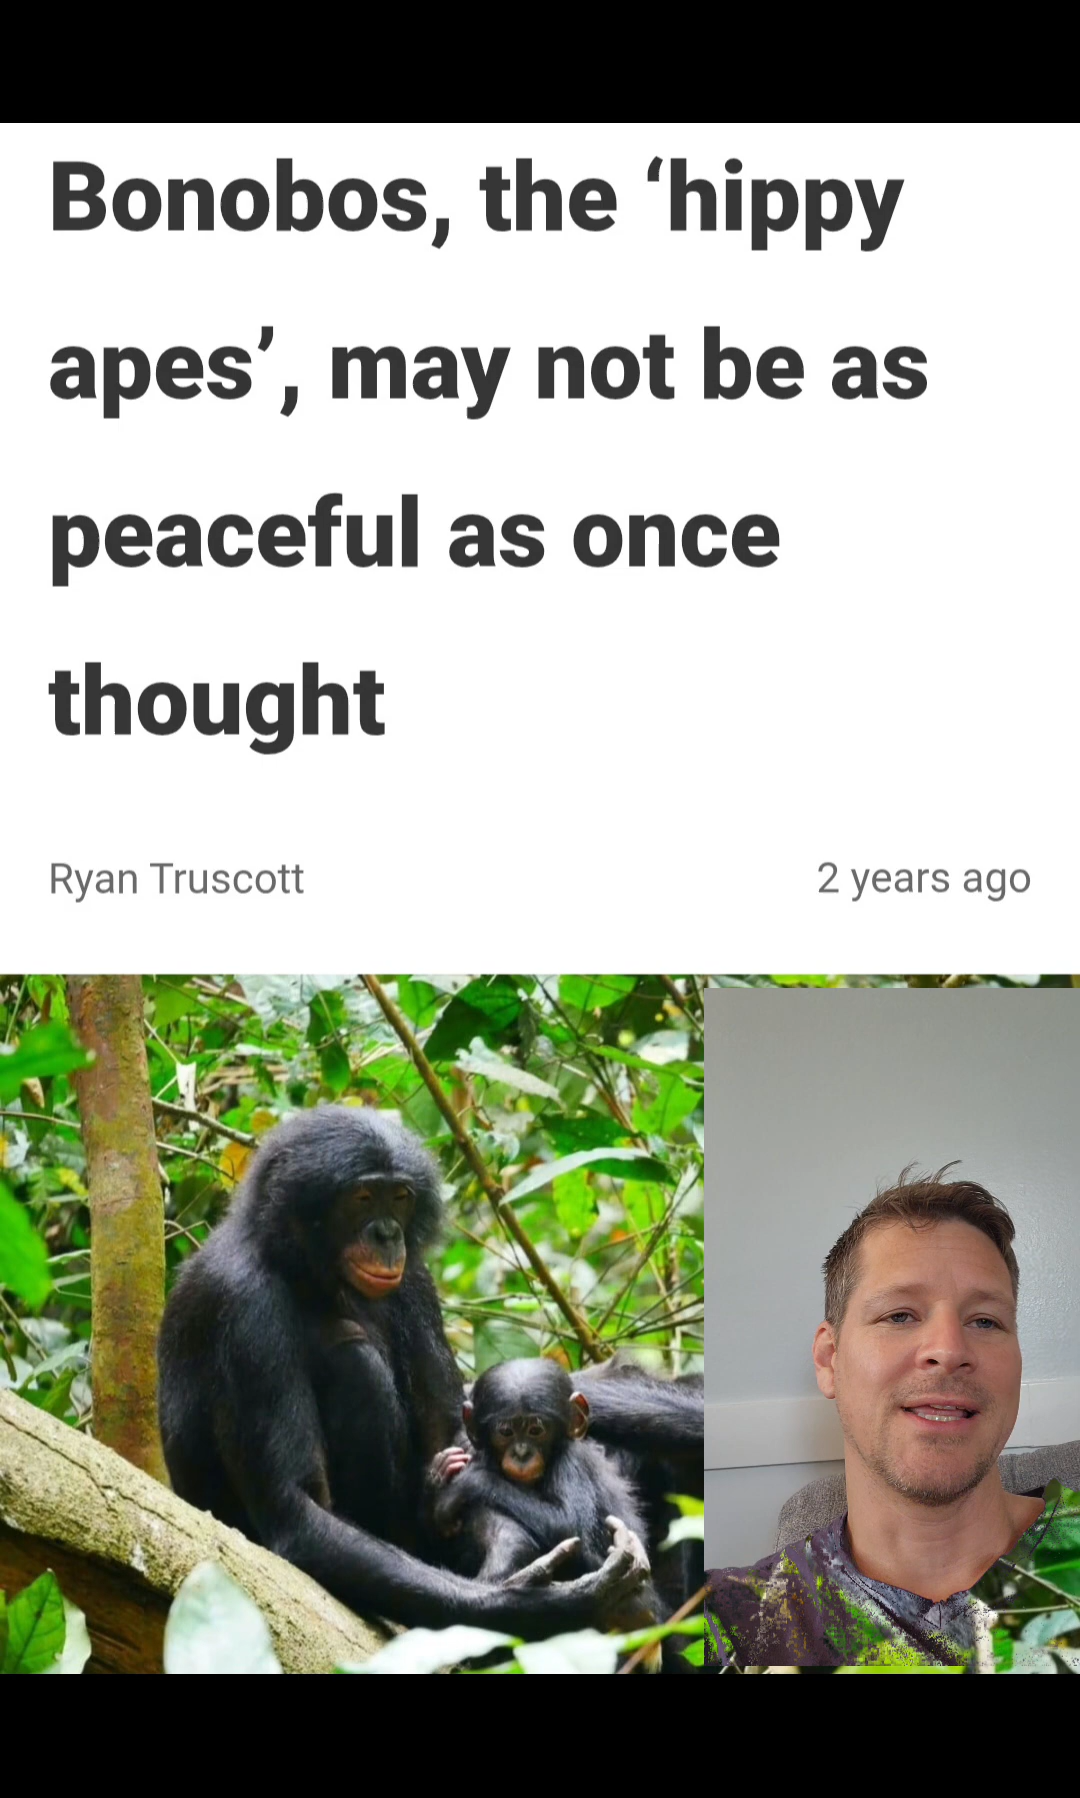 Bonobos, the ‘hippy
apes’, may not be as
peaceful as once
thought
Ryan Truscott
2 years ago